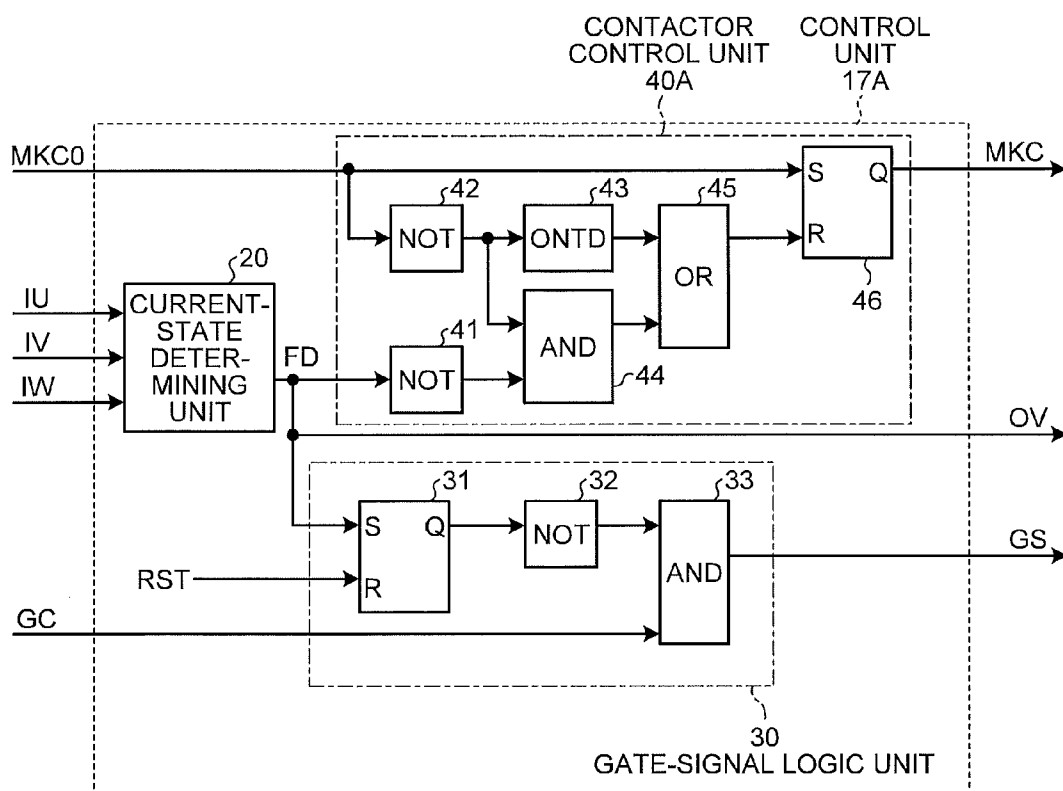 CONTACTOR
CONTROL UNIT
40A
CONTROL
UNIT
17A
MKC0
MKC
S
Q
R
46
42
NOT
43
ONTD
45
OR
20
CURRENT-
STATE
DETER-
MINING
UNIT
IU
IV
IW
FD
41
NOT
AND
44
OV
31
S
Q
R
32
NOT
33
AND
GS
RST
GC
30
GATE-SIGNAL LOGIC UNIT